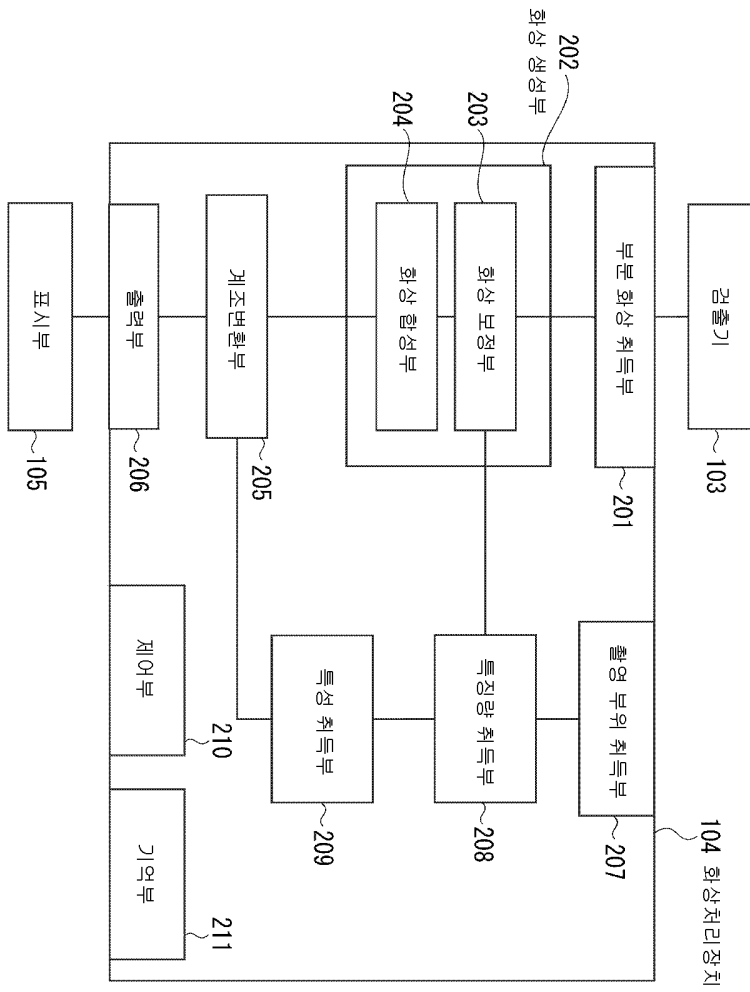 검출기
103
부분 화상 취득부
201
202
화상 생성부
203
화상 보정부
204
화상 합성부
계조변환부
205
출력부
206
표시부
105
104 화상처리장치
촬영 부위 취득부
207
특징량 취득부
208
특성 취득부
209
제어부
210
기억부
211